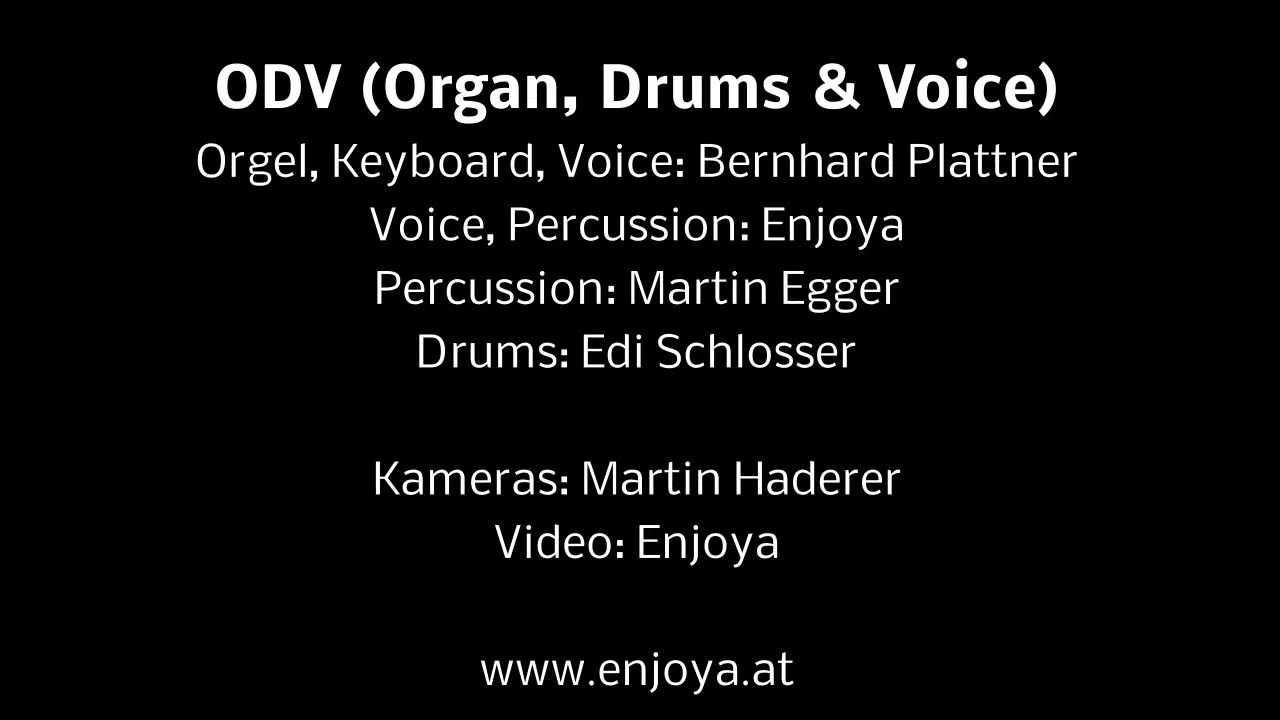 ODV (Organ, Drums & Voice)
Orgel, Keyboard, Voice: Bernhard Plattner
Voice, Percussion: Enjoya
Percussion: Martin Egger
Drums: Edi Schlosser
Kameras: Martin Haderer
Video: Enjoya
www.enjoya.at